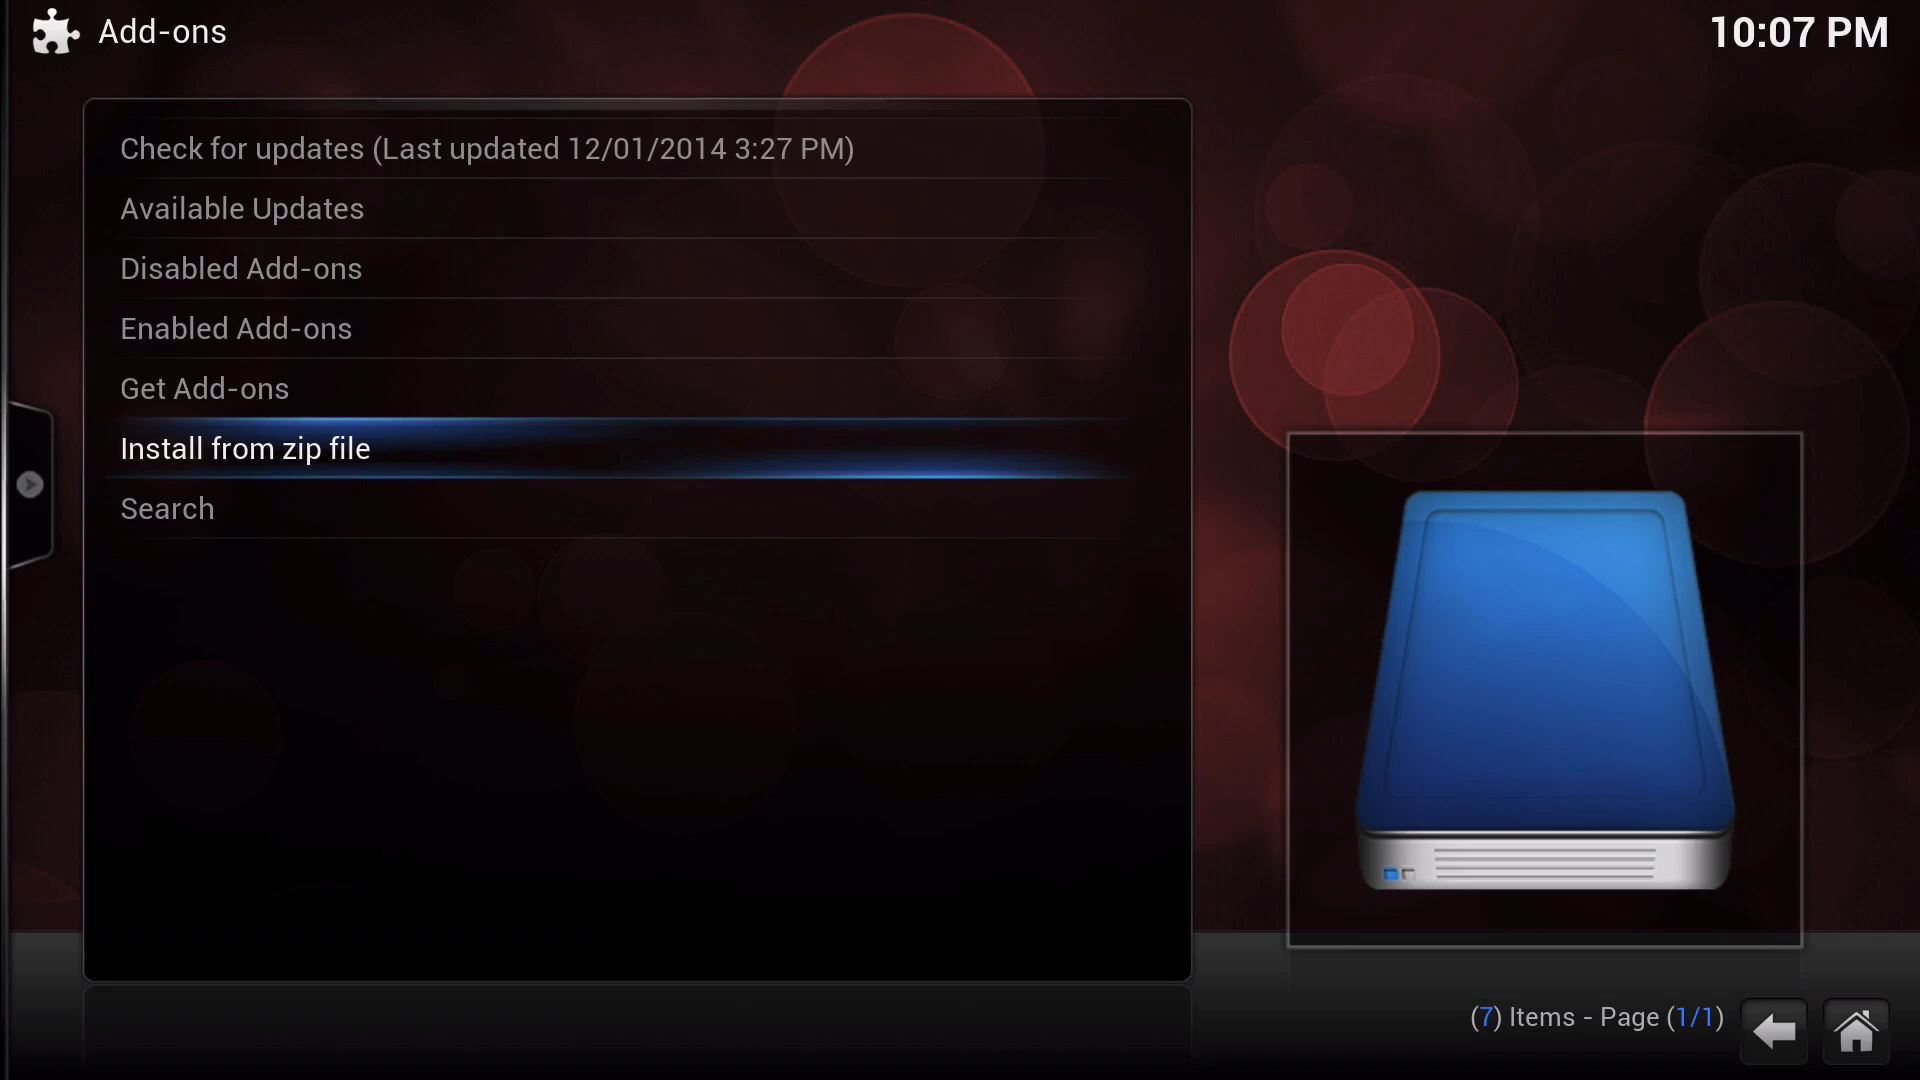 Add-ons
10:07 PM
Check for updates (Last updated 12/01/2014 3:27 PM)
Available Updates
Disabled Add-ons
Enabled Add-ons
Get Add-ons
Install from zip file
Search
(7) Items - Page (1/1)